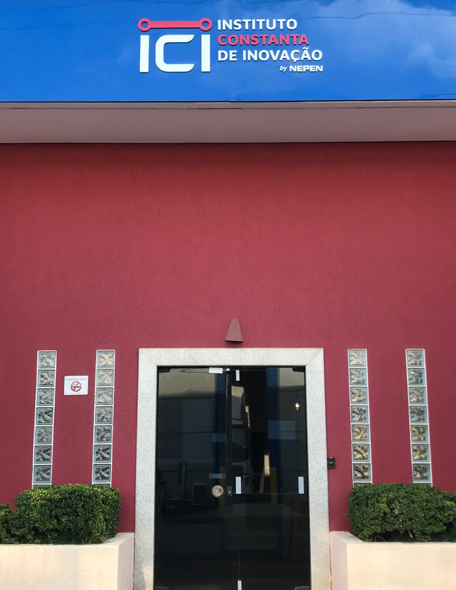 ICI
INSTITUTO
CONSTANTA
DE INOVAÇÃO
by NEPEN